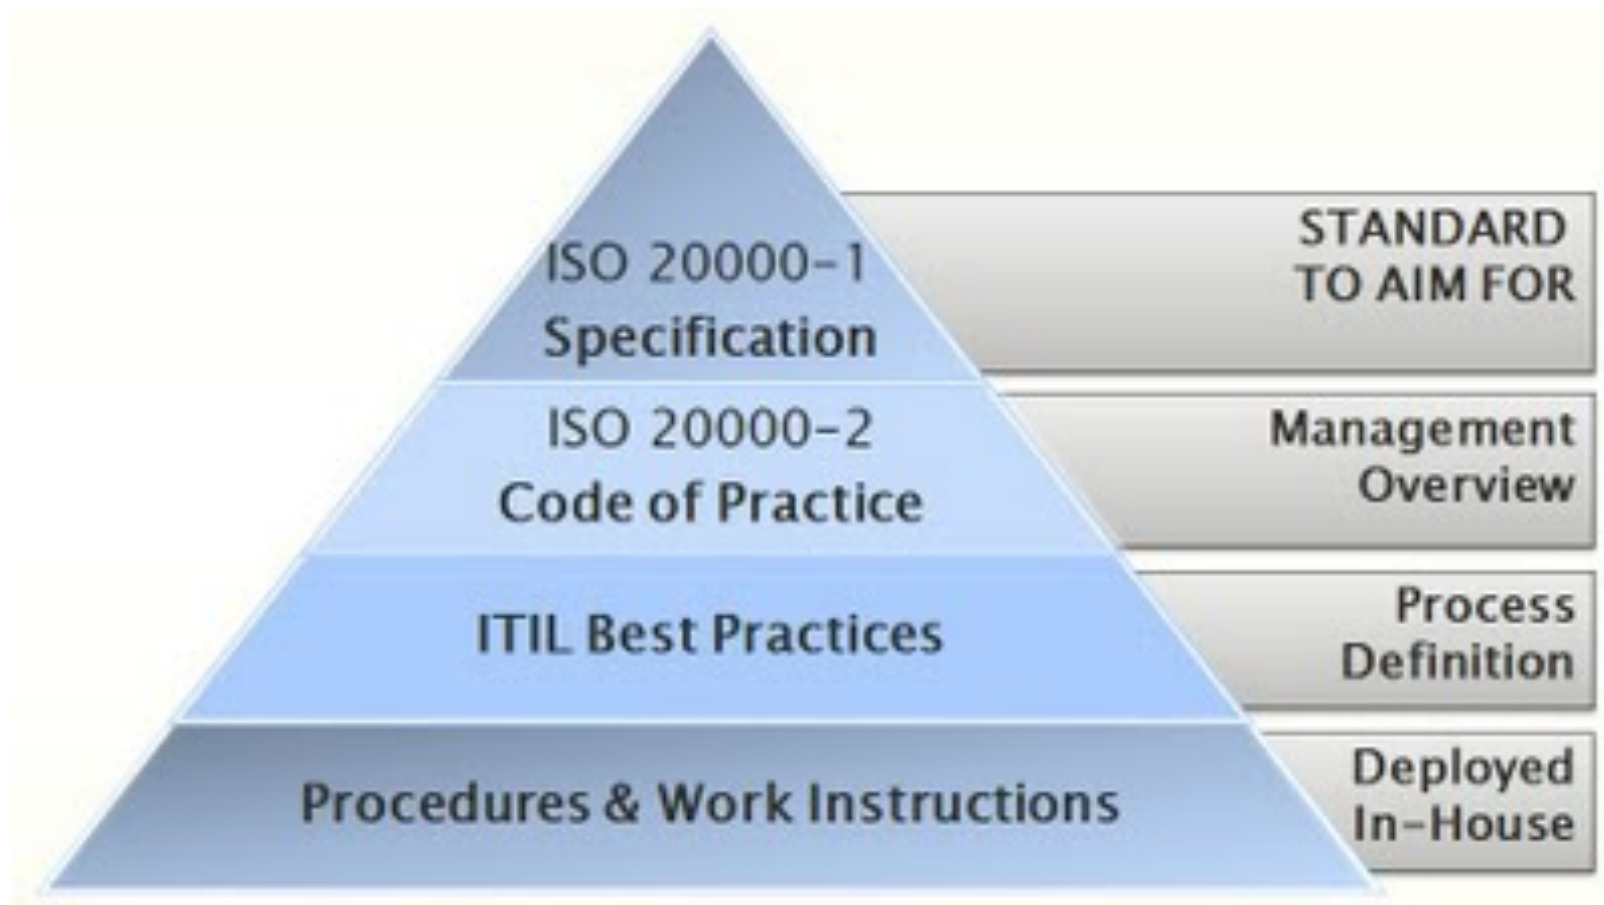 ISO 20000-1
Specification
STANDARD
TO AIM FOR
ISO 20000-2
Code of Practice
Management
Overview
ITIL Best Practices
Process
Definition
Procedures & Work Instructions
Deployed
In-House